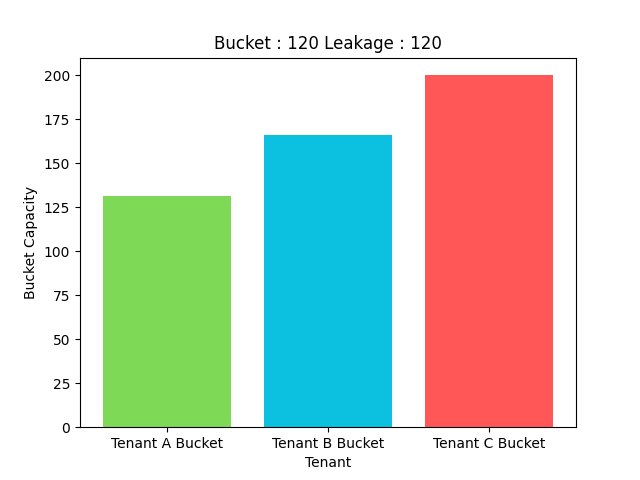 Bucket : 120 Leakage : 120
Bucket Capacity
200
175
150
125
100
75
50
25
0
Tenant A Bucket Tenant B Bucket Tenant C Bucket
Tenant